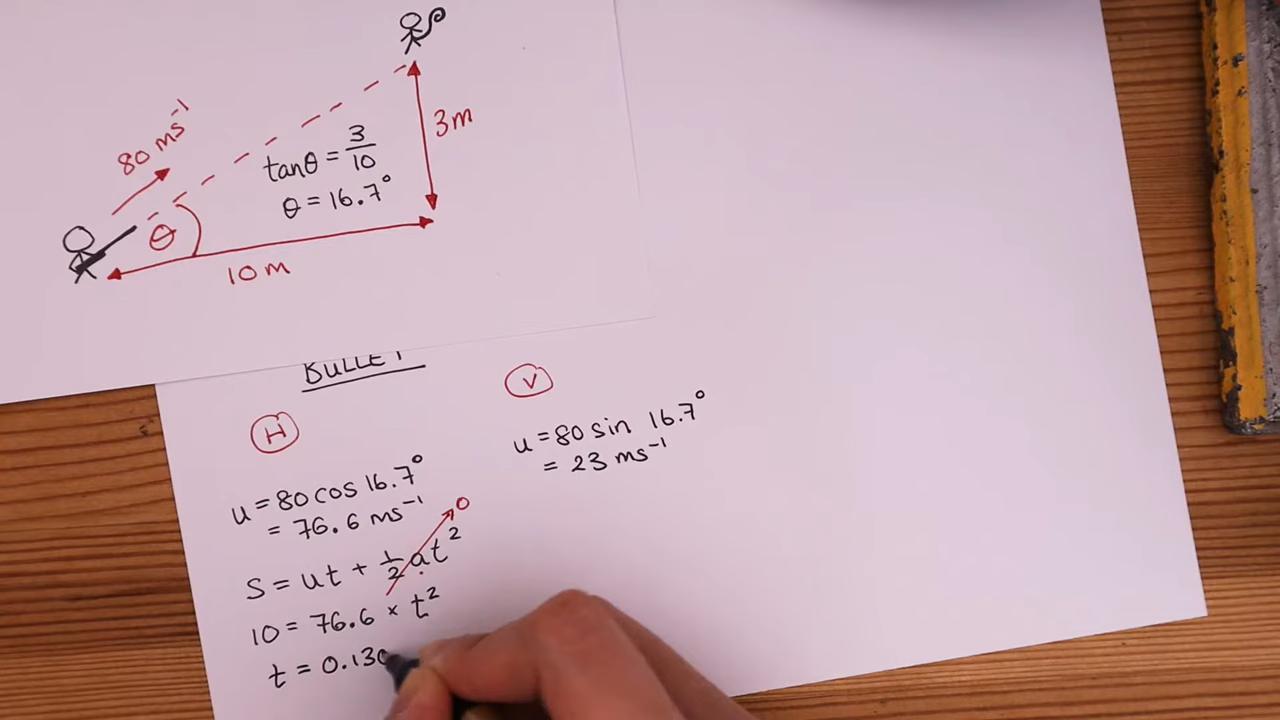 80 ms⁻¹
tanθ = 3/10
θ = 16.7°
3m
θ
10 m
BULLET
H
u = 80 cos 16.7°
= 76.6 ms⁻¹
s = ut + ½at² 0
10 = 76.6 × t²
t = 0.130
V
u = 80 sin 16.7°
= 23 ms⁻¹